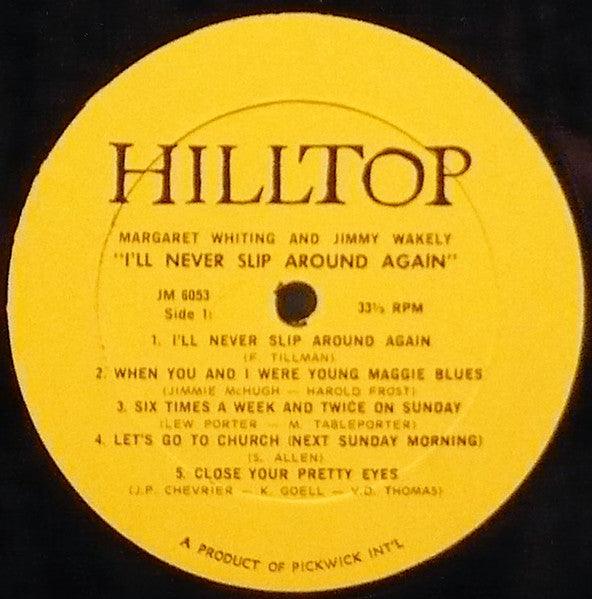 HILLTOP
MARGARET WHITING AND JIMMY WAKELY
"I'LL NEVER SLIP AROUND AGAIN"
JM 6053
Side 1:
33⅓ RPM
1. I'LL NEVER SLIP AROUND AGAIN
(F. TILLMAN)
2. WHEN YOU AND I WERE YOUNG MAGGIE BLUES
(JIMMIE McHUGH — HAROLD FROST)
3. SIX TIMES A WEEK AND TWICE ON SUNDAY
(LEW PORTER — M. TABLEPORTER)
4. LET'S GO TO CHURCH (NEXT SUNDAY MORNING)
(S. ALLEN)
5. CLOSE YOUR PRETTY EYES
(J.P. CHEVRIER — K. GOELL — V.D. THOMAS)
A PRODUCT OF PICKWICK INT'L